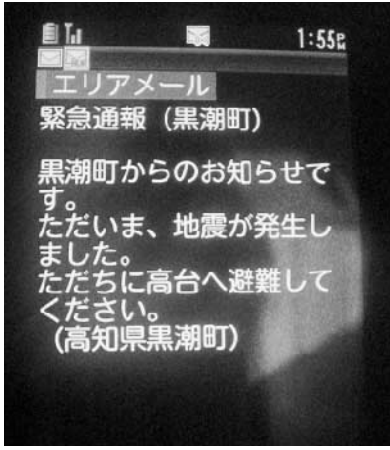 1:55PM
エリアメール
緊急通報（黒潮町）
黒潮町からのお知らせで
す。
ただいま、地震が発生し
ました。
ただちに高台へ避難して
ください。
（高知県黒潮町）